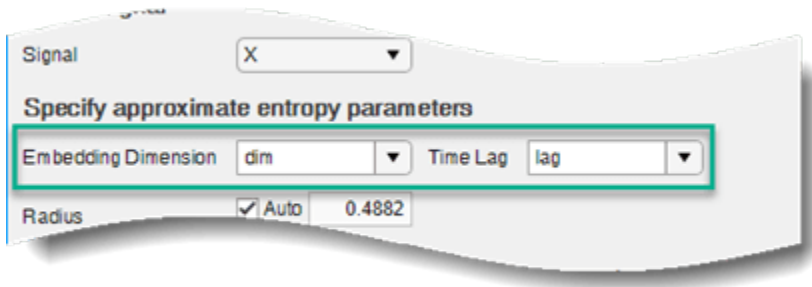 Signal X
Specify approximate entropy parameters
Embedding Dimension dim Time Lag lag
Radius Auto 0.4882